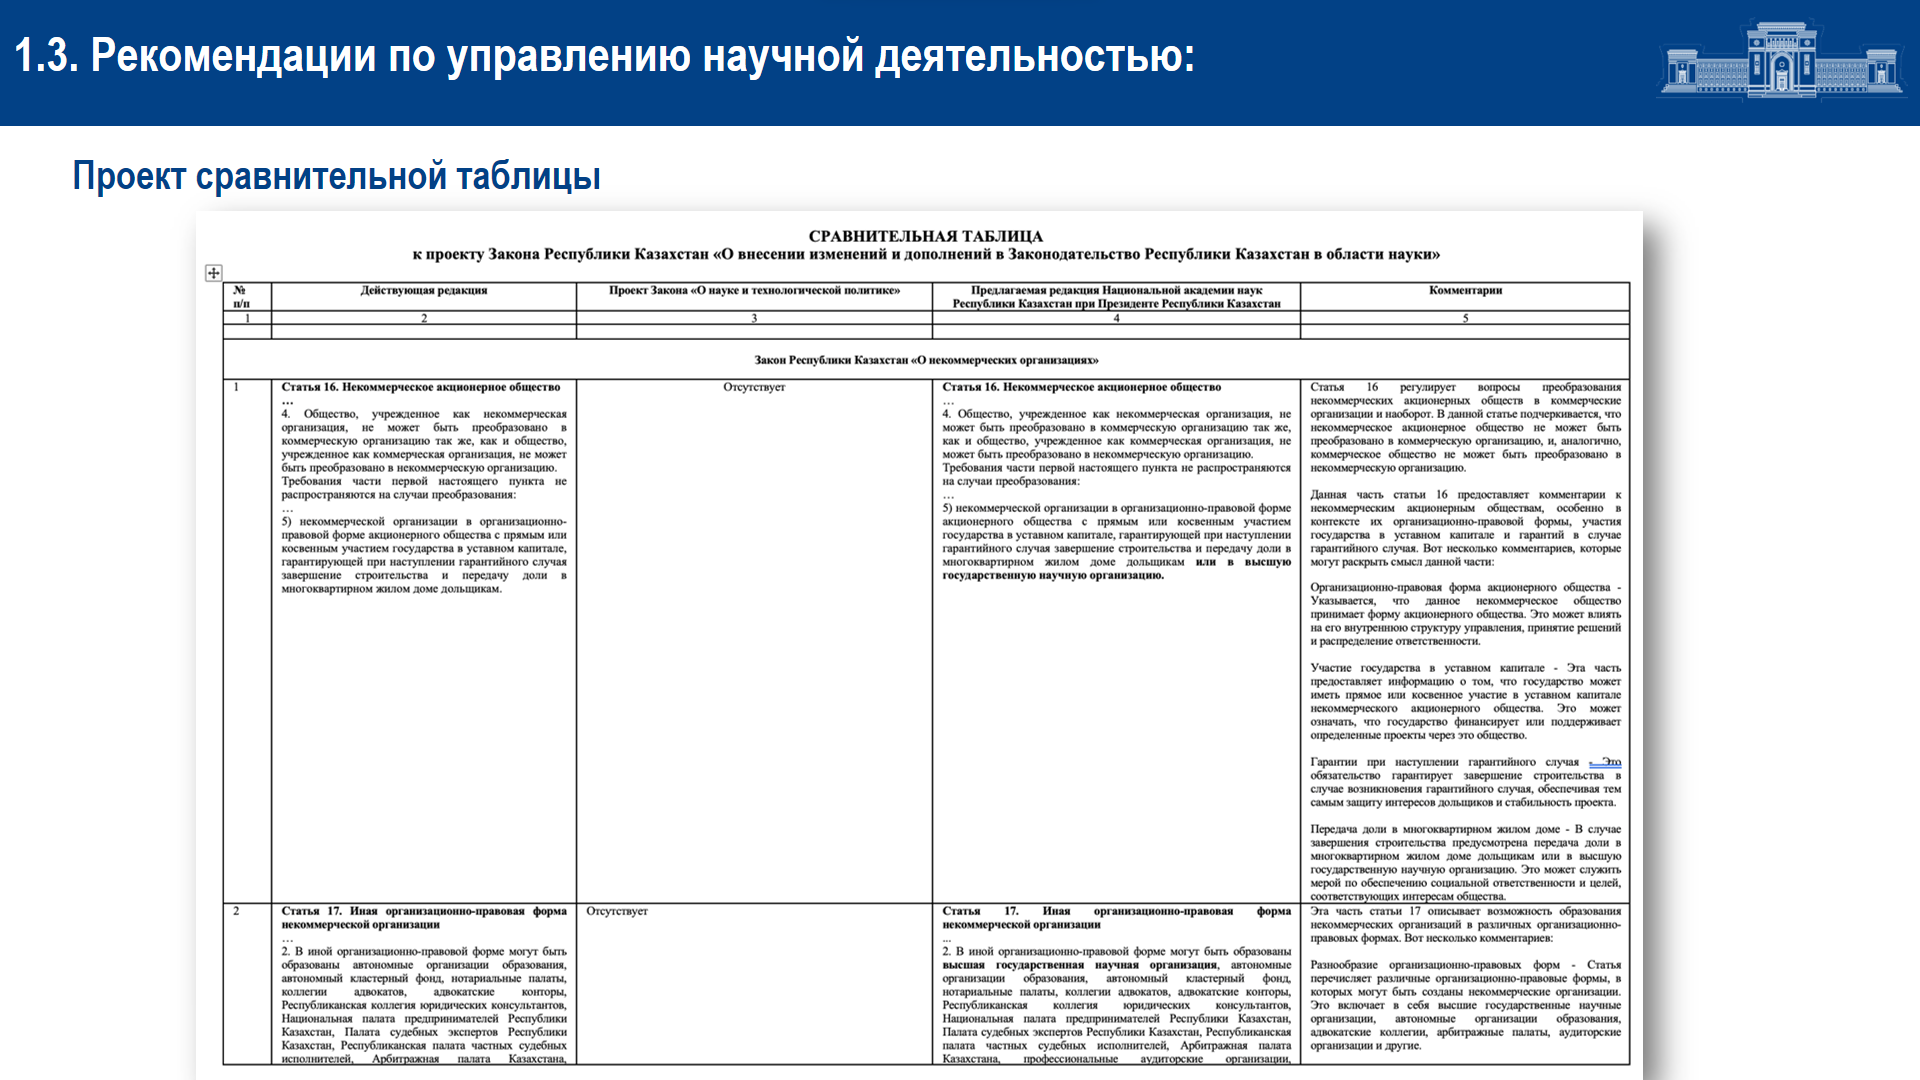 1.3. Рекомендации по управлению научной деятельностью:
Проект сравнительной таблицы
СРАВНИТЕЛЬНАЯ ТАБЛИЦА
к проекту Закона Республики Казахстан «О внесении изменений и дополнений в Законодательство Республики Казахстан в области науки»
№
п/п
Действующая редакция
Проект Закона «О науке и технологической политике»
Предлагаемая редакция Национальной академии наук
Республики Казахстан при Президенте Республики Казахстан
Комментарии
1
2
3
4
5
Закон Республики Казахстан «О некоммерческих организациях»
1
Статья 16. Некоммерческое акционерное общество
…
4. Общество, учрежденное как некоммерческая
организация, не может быть преобразовано в
коммерческую организацию так же, как и общество,
учрежденное как коммерческая организация, не может
быть преобразовано в некоммерческую организацию.
Требования части первой настоящего пункта не
распространяются на случаи преобразования:
…
5) некоммерческой организации в организационно-
правовой форме акционерного общества с прямым или
косвенным участием государства в уставном капитале,
гарантирующей при наступлении гарантийного случая
завершение строительства и передачу доли в
многоквартирном жилом доме дольщикам.
Отсутствует
Статья 16. Некоммерческое акционерное общество
…
4. Общество, учрежденное как некоммерческая организация, не
может быть преобразовано в коммерческую организацию так же,
как и общество, учрежденное как коммерческая организация, не
может быть преобразовано в некоммерческую организацию.
Требования части первой настоящего пункта не распространяются
на случаи преобразования:
…
5) некоммерческой организации в организационно-правовой форме
акционерного общества с прямым или косвенным участием
государства в уставном капитале, гарантирующей при наступлении
гарантийного случая завершение строительства и передачу доли в
многоквартирном жилом доме дольщикам или в высшую
государственную научную организацию.
Статья 16 регулирует вопросы преобразования
некоммерческих акционерных обществ в коммерческие
организации и наоборот. В данной статье подчеркивается, что
некоммерческое акционерное общество не может быть
преобразовано в коммерческую организацию, и, аналогично,
коммерческое общество не может быть преобразовано в
некоммерческую организацию.
Данная часть статьи 16 предоставляет комментарии к
некоммерческим акционерным обществам, особенно в
контексте их организационно-правовой формы, участия
государства в уставном капитале и гарантий в случае
гарантийного случая. Вот несколько комментариев, которые
могут раскрыть смысл данной части:
Организационно-правовая форма акционерного общества -
Указывается, что данное некоммерческое общество
принимает форму акционерного общества. Это может влиять
на его внутреннюю структуру управления, принятие решений
и распределение ответственности.
Участие государства в уставном капитале - Эта часть
предоставляет информацию о том, что государство может
иметь прямое или косвенное участие в уставном капитале
некоммерческого акционерного общества. Это может
означать, что государство финансирует или поддерживает
определенные проекты через это общество.
Гарантии при наступлении гарантийного случая - Это
обязательство гарантирует завершение строительства в
случае возникновения гарантийного случая, обеспечивая тем
самым защиту интересов дольщиков и стабильность проекта.
Передача доли в многоквартирном жилом доме - В случае
завершения строительства предусмотрена передача доли в
многоквартирном жилом доме дольщикам или в высшую
государственную научную организацию. Это может служить
мерой по обеспечению социальной ответственности и целей,
соответствующих интересам общества.
2
Статья 17. Иная организационно-правовая форма
некоммерческой организации
…
2. В иной организационно-правовой форме могут быть
образованы автономные организации образования,
автономный кластерный фонд, нотариальные палаты,
коллегии адвокатов, адвокатские конторы,
Республиканская коллегия юридических консультантов,
Национальная палата предпринимателей Республики
Казахстан, Палата судебных экспертов Республики
Казахстан, Республиканская палата частных судебных
исполнителей, Арбитражная палата Казахстана,
Отсутствует
Статья 17. Иная организационно-правовая форма
некоммерческой организации
...
2. В иной организационно-правовой форме могут быть образованы
высшая государственная научная организация, автономные
организации образования, автономный кластерный фонд,
нотариальные палаты, коллегии адвокатов, адвокатские конторы,
Республиканская коллегия юридических консультантов,
Национальная палата предпринимателей Республики Казахстан,
Палата судебных экспертов Республики Казахстан, Республиканская
палата частных судебных исполнителей, Арбитражная палата
Казахстана, профессиональные аудиторские организации,
Эта часть статьи 17 описывает возможность образования
некоммерческих организаций в различных организационно-
правовых формах. Вот несколько комментариев:
Разнообразие организационно-правовых форм - Статья
перечисляет различные организационно-правовые формы, в
которых могут быть созданы некоммерческие организации.
Это включает в себя высшие государственные научные
организации, автономные организации образования,
адвокатские коллегии, арбитражные палаты, аудиторские
организации и другие.